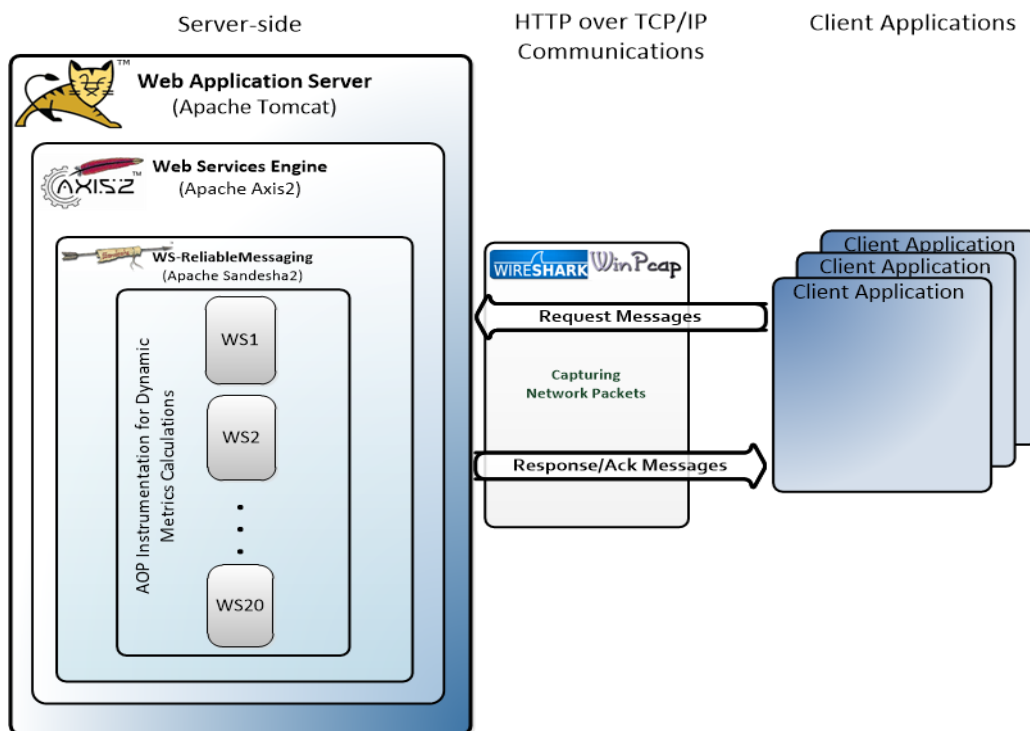 Server-side
HTTP over TCP/IP
Communications
Client Applications
TM
Web Application Server
(Apache Tomcat)
AXIS2 TM
Web Services Engine
(Apache Axis2)
WS-ReliableMessaging
(Apache Sandesha2)
AOP Instrumentation for Dynamic
Metrics Calculations
WS1
WS2
WS20
WIRESHARK WinPcap
Request Messages
Capturing
Network Packets
Response/Ack Messages
Client Application
Client Application
Client Application